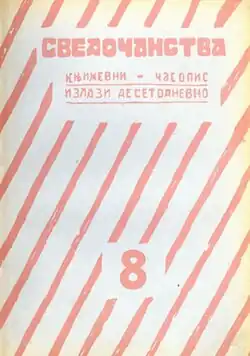 СВЕДОЧАНСТВА
КЊИЖЕВНИ - ЧАСОПИС
ИЗЛАЗИ ДЕСЕТОДНЕВНО
8